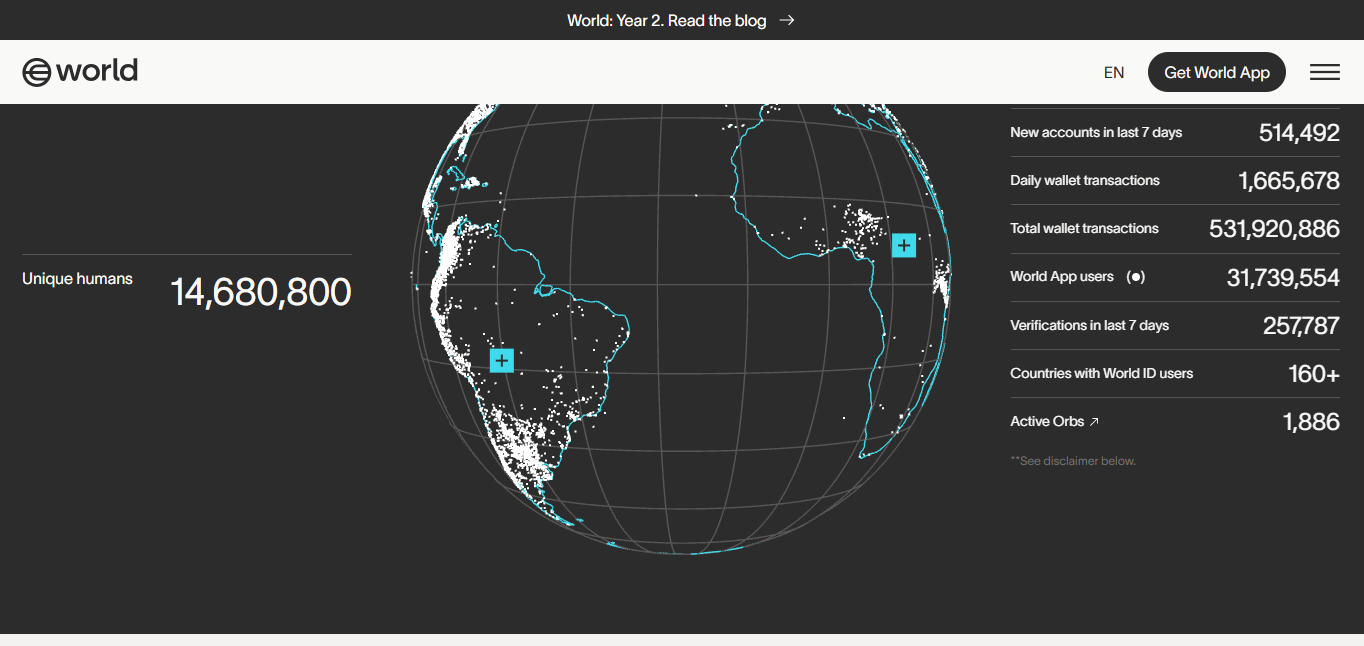 World: Year 2. Read the blog →
world
EN
Get World App
Unique humans 14,680,800
New accounts in last 7 days 514,492
Daily wallet transactions 1,665,678
Total wallet transactions 531,920,886
World App users 31,739,554
Verifications in last 7 days 257,787
Countries with World ID users 160+
Active Orbs ↗ 1,886
**See disclaimer below.